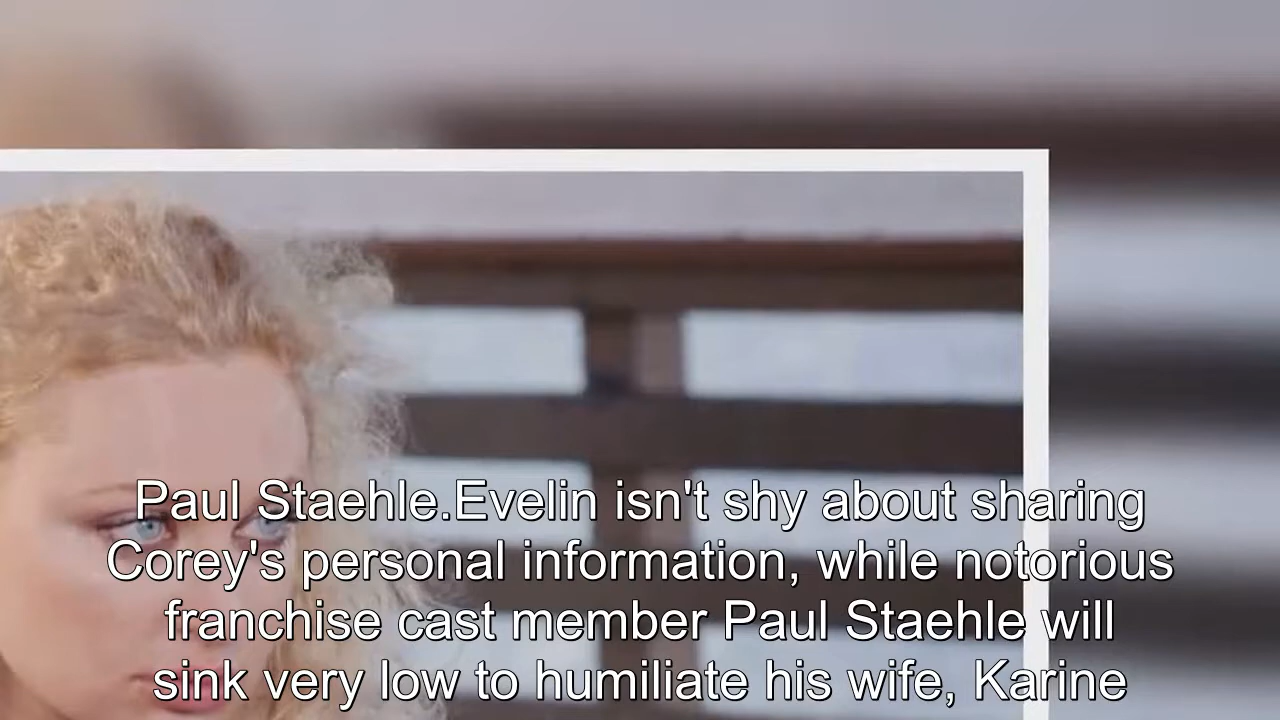 Paul Staehle.Evelin isn't shy about sharing
Corey's personal information, while notorious
franchise cast member Paul Staehle will
sink very low to humiliate his wife, Karine